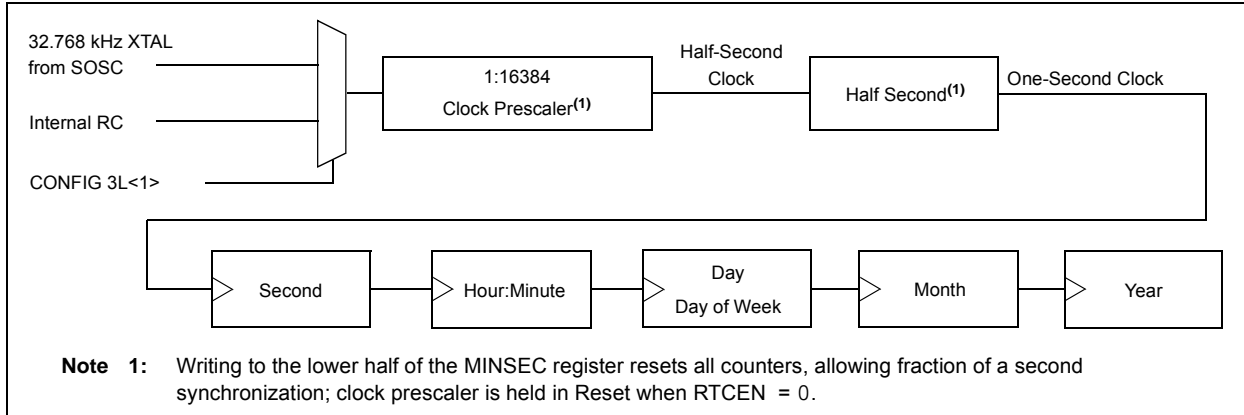 32.768 kHz XTAL
from SOSC
Internal RC
CONFIG 3L<1>
1:16384
Clock Prescaler(1)
Half-Second
Clock
Half Second(1)
One-Second Clock
Second
Hour:Minute
Day
Day of Week
Month
Year
Note 1: Writing to the lower half of the MINSEC register resets all counters, allowing fraction of a second
synchronization; clock prescaler is held in Reset when RTCEN = 0.